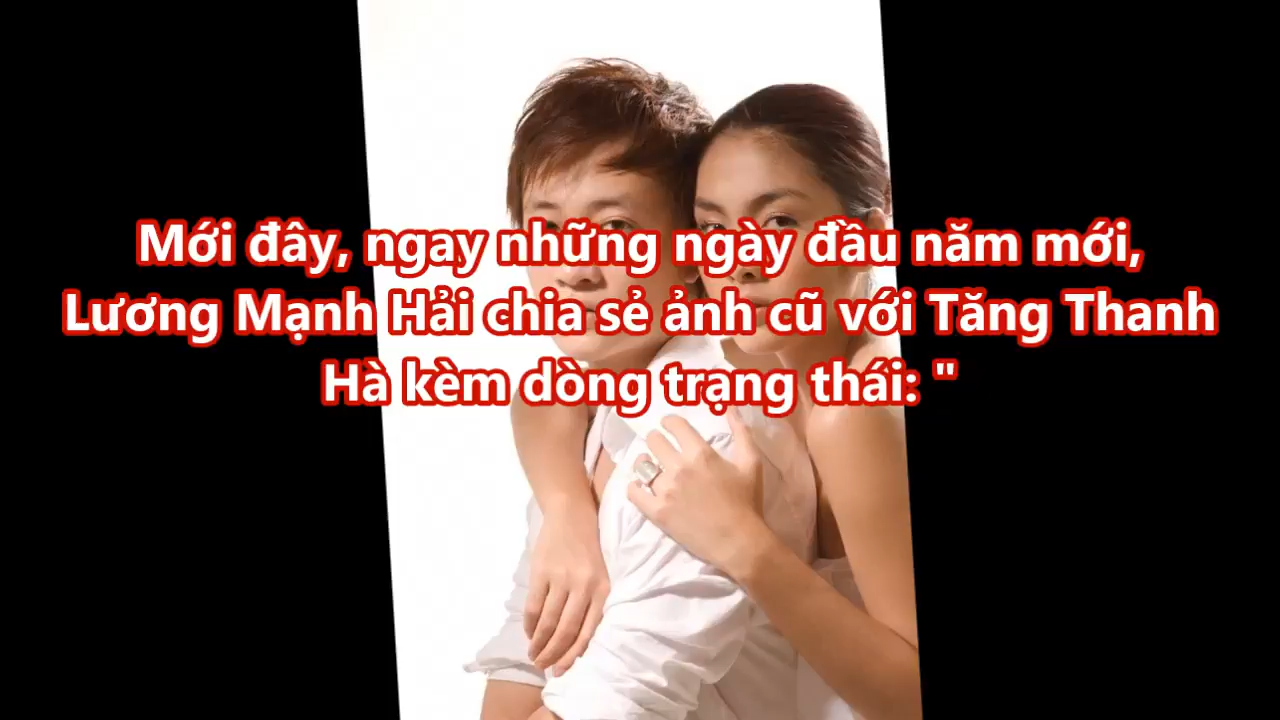 Mới đây, ngay những ngày đầu năm mới,
Lương Mạnh Hải chia sẻ ảnh cũ với Tăng Thanh
Hà kèm dòng trạng thái: "